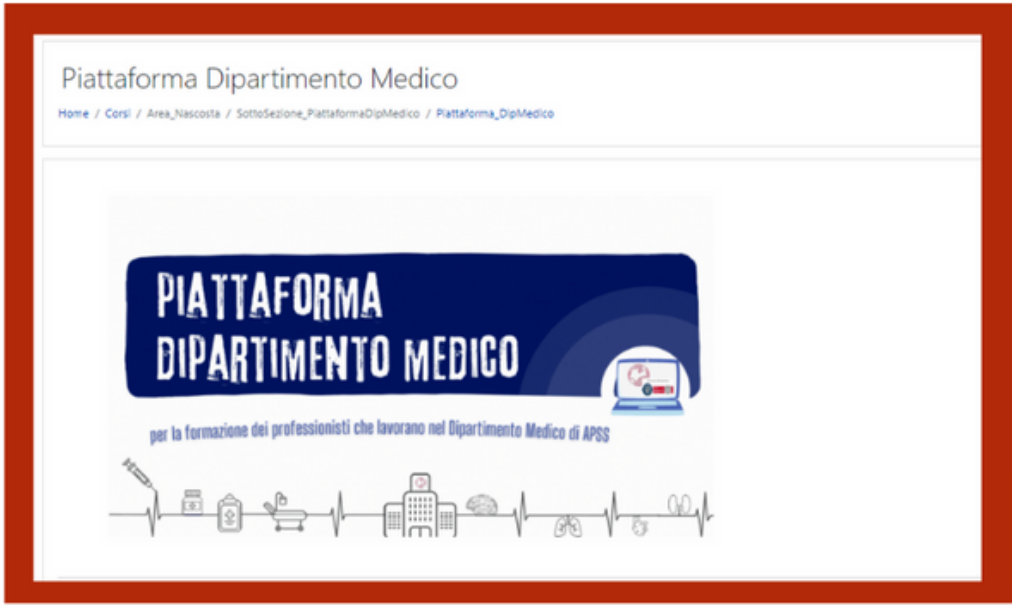 Piattaforma Dipartimento Medico
Home / Corsi / Area_Nascosta / SottoSezione_PiattaformaDipMedico / Piattaforma_DipMedico
PIATTAFORMA
DIPARTIMENTO MEDICO
per la formazione dei professionisti che lavorano nel Dipartimento Medico di APSS